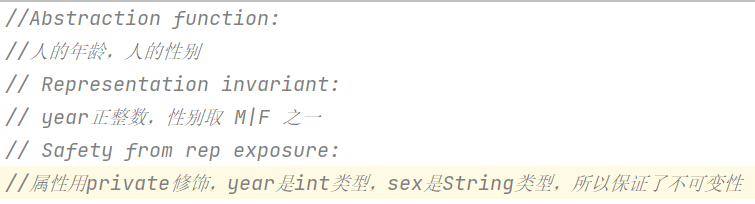 //Abstraction function:
//人的年龄，人的性别
// Representation invariant:
// year正整数，性别取 M|F 之一
// Safety from rep exposure:
//属性用private修饰，year是int类型，sex是String类型，所以保证了不可变性